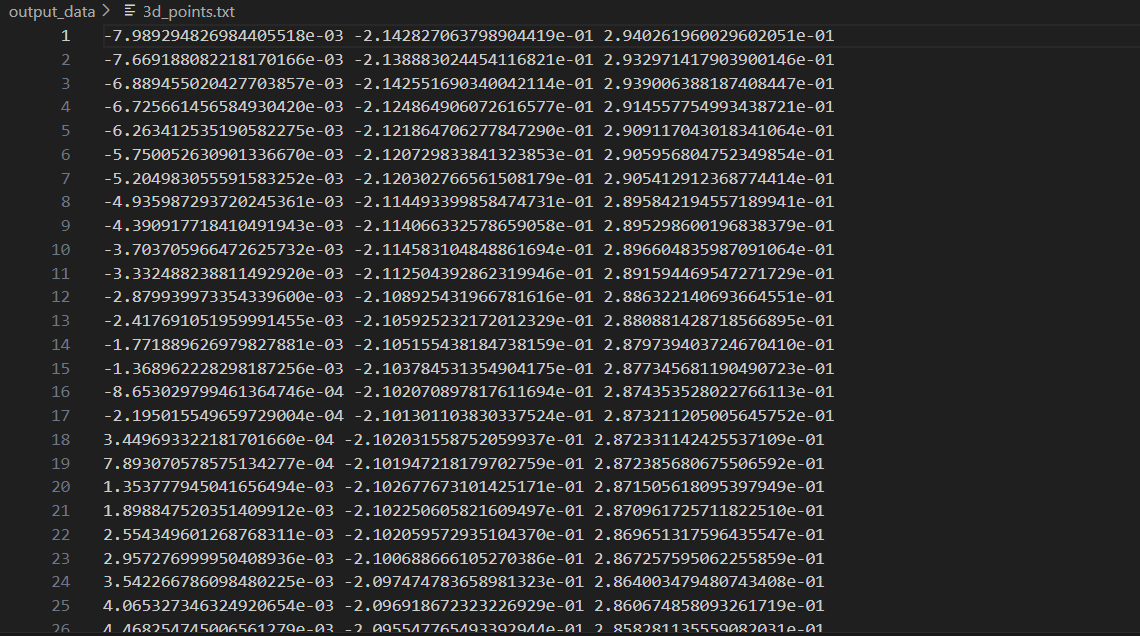 output_data > 3d_points.txt
1 -7.989294826984405518e-03 -2.142827063798904419e-01 2.940261960029602051e-01
2 -7.669188082218170166e-03 -2.138883024454116821e-01 2.932971417903900146e-01
3 -6.889455020427703857e-03 -2.142551690340042114e-01 2.939006388187408447e-01
4 -6.725661456584930420e-03 -2.124864906072616577e-01 2.914557754993438721e-01
5 -6.263412535190582275e-03 -2.121864706277847290e-01 2.909117043018341064e-01
6 -5.750052630901336670e-03 -2.120729833841323853e-01 2.905956804752349854e-01
7 -5.204983055591583252e-03 -2.120302766561508179e-01 2.905412912368774414e-01
8 -4.935987293720245361e-03 -2.114493399858474731e-01 2.895842194557189941e-01
9 -4.390917718410491943e-03 -2.114066332578659058e-01 2.895298600196838379e-01
10 -3.703705966472625732e-03 -2.114583104848861694e-01 2.896604835987091064e-01
11 -3.332488238811492920e-03 -2.112504392862319946e-01 2.891594469547271729e-01
12 -2.879939973354339600e-03 -2.108925431966781616e-01 2.886322140693664551e-01
13 -2.417691051959991455e-03 -2.105925232172012329e-01 2.880881428718566895e-01
14 -1.771889626979827881e-03 -2.105155438184738159e-01 2.879739403724670410e-01
15 -1.368962228298187256e-03 -2.103784531354904175e-01 2.877345681190490723e-01
16 -8.653029799461364746e-04 -2.102070897817611694e-01 2.874353528022766113e-01
17 -2.195015549659729004e-04 -2.101301103830337524e-01 2.873211205005645752e-01
18 3.449693322181701660e-04 -2.102031558752059937e-01 2.872331142425537109e-01
19 7.893070578575134277e-04 -2.101947218179702759e-01 2.872385680675506592e-01
20 1.353777945041656494e-03 -2.102677673101425171e-01 2.871505618095397949e-01
21 1.898847520351409912e-03 -2.102250605821609497e-01 2.870961725711822510e-01
22 2.554349601268768311e-03 -2.102059572935104370e-01 2.869651317596435547e-01
23 2.957276999950408936e-03 -2.100688666105270386e-01 2.867257595062255859e-01
24 3.542266786098480225e-03 -2.097474783658981323e-01 2.864003479480743408e-01
25 4.065327346324920654e-03 -2.096918672323226929e-01 2.860674858093261719e-01
26 4.468254745006561279e-03 -2.095547765493392944e-01 2.858281135559082031e-01